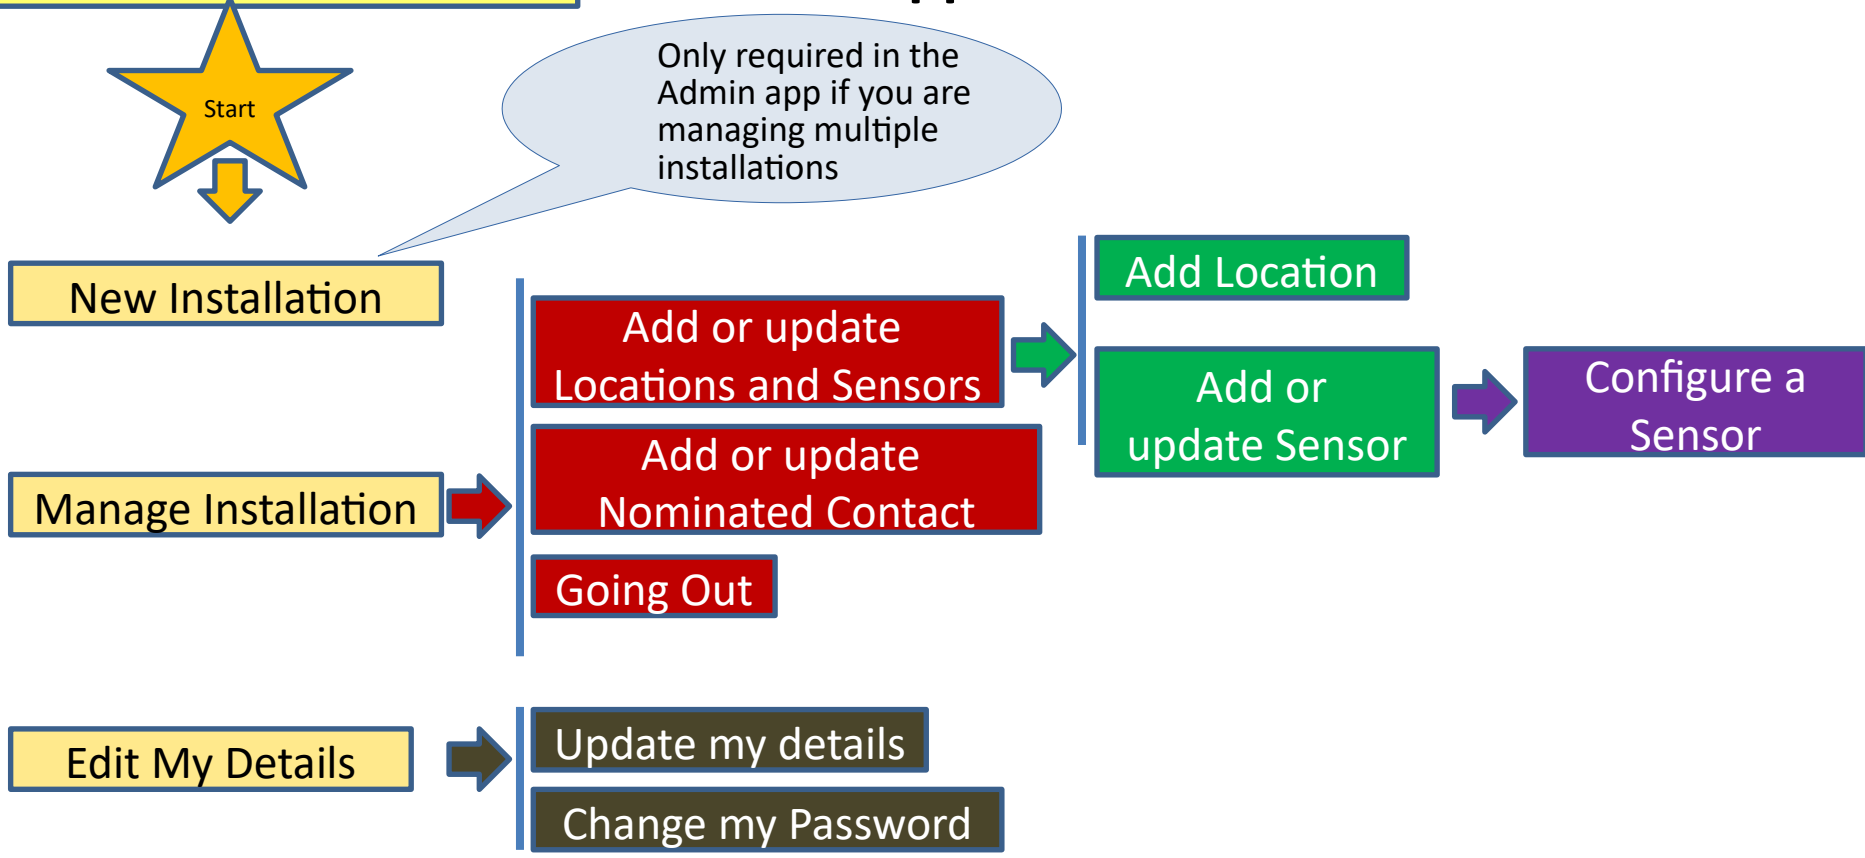 Start
Only required in the
Admin app if you are
managing multiple
installations
New Installation
Manage Installation
Edit My Details
Add or update
Locations and Sensors
Add or update
Nominated Contact
Going Out
Add Location
Add or
update Sensor
Configure a
Sensor
Update my details
Change my Password